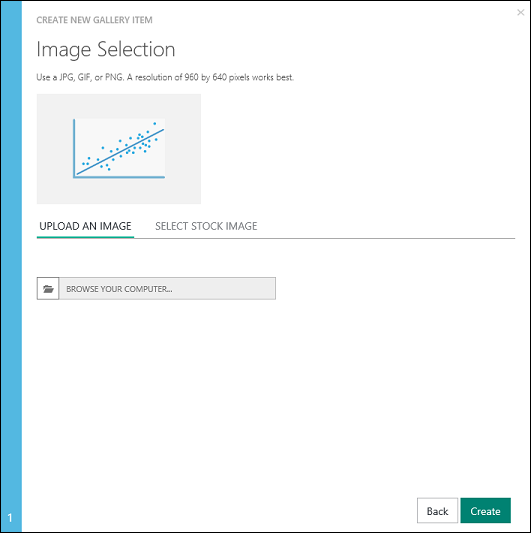 CREATE NEW GALLERY ITEM
Image Selection
Use a JPG, GIF, or PNG. A resolution of 960 by 640 pixels works best.
UPLOAD AN IMAGE
SELECT STOCK IMAGE
BROWSE YOUR COMPUTER...
Back
Create
1